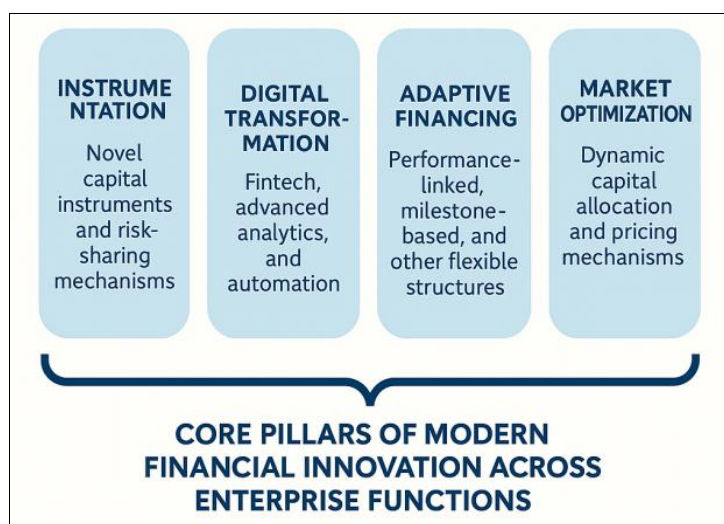 INSTRUME
NTATION
Novel
capital
instruments
and risk-
sharing
mechanisms
DIGITAL
TRANSFOR-
MATION
Fintech,
advanced
analytics,
and
automation
ADAPTIVE
FINANCING
Performance-
linked,
milestone-
based, and
other flexible
structures
MARKET
OPTIMIZATION
Dynamic
capital
allocation
and pricing
mechanisms
CORE PILLARS OF MODERN
FINANCIAL INNOVATION ACROSS
ENTERPRISE FUNCTIONS